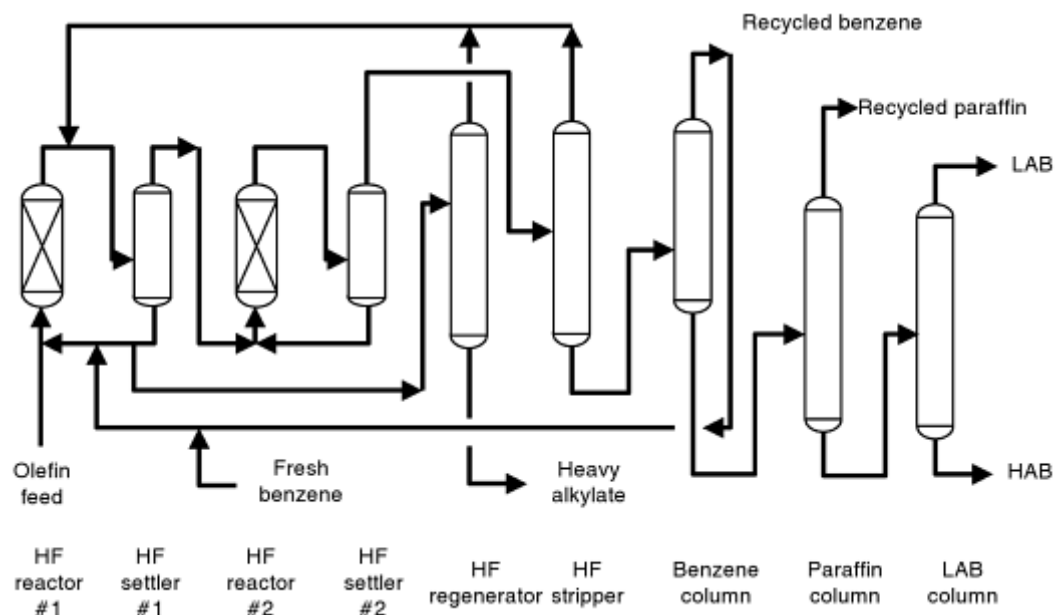 Recycled benzene
Recycled paraffin
LAB
Olefin
feed
Fresh
benzene
Heavy
alkylate
HAB
HF
reactor
#1
HF
settler
#1
HF
reactor
#2
HF
settler
#2
HF
regenerator
HF
stripper
Benzene
column
Paraffin
column
LAB
column